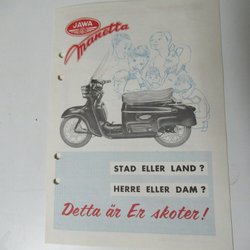 JAWA
Manetta
STAD ELLER LAND?
HERRE ELLER DAM?
Detta är Er skoter!